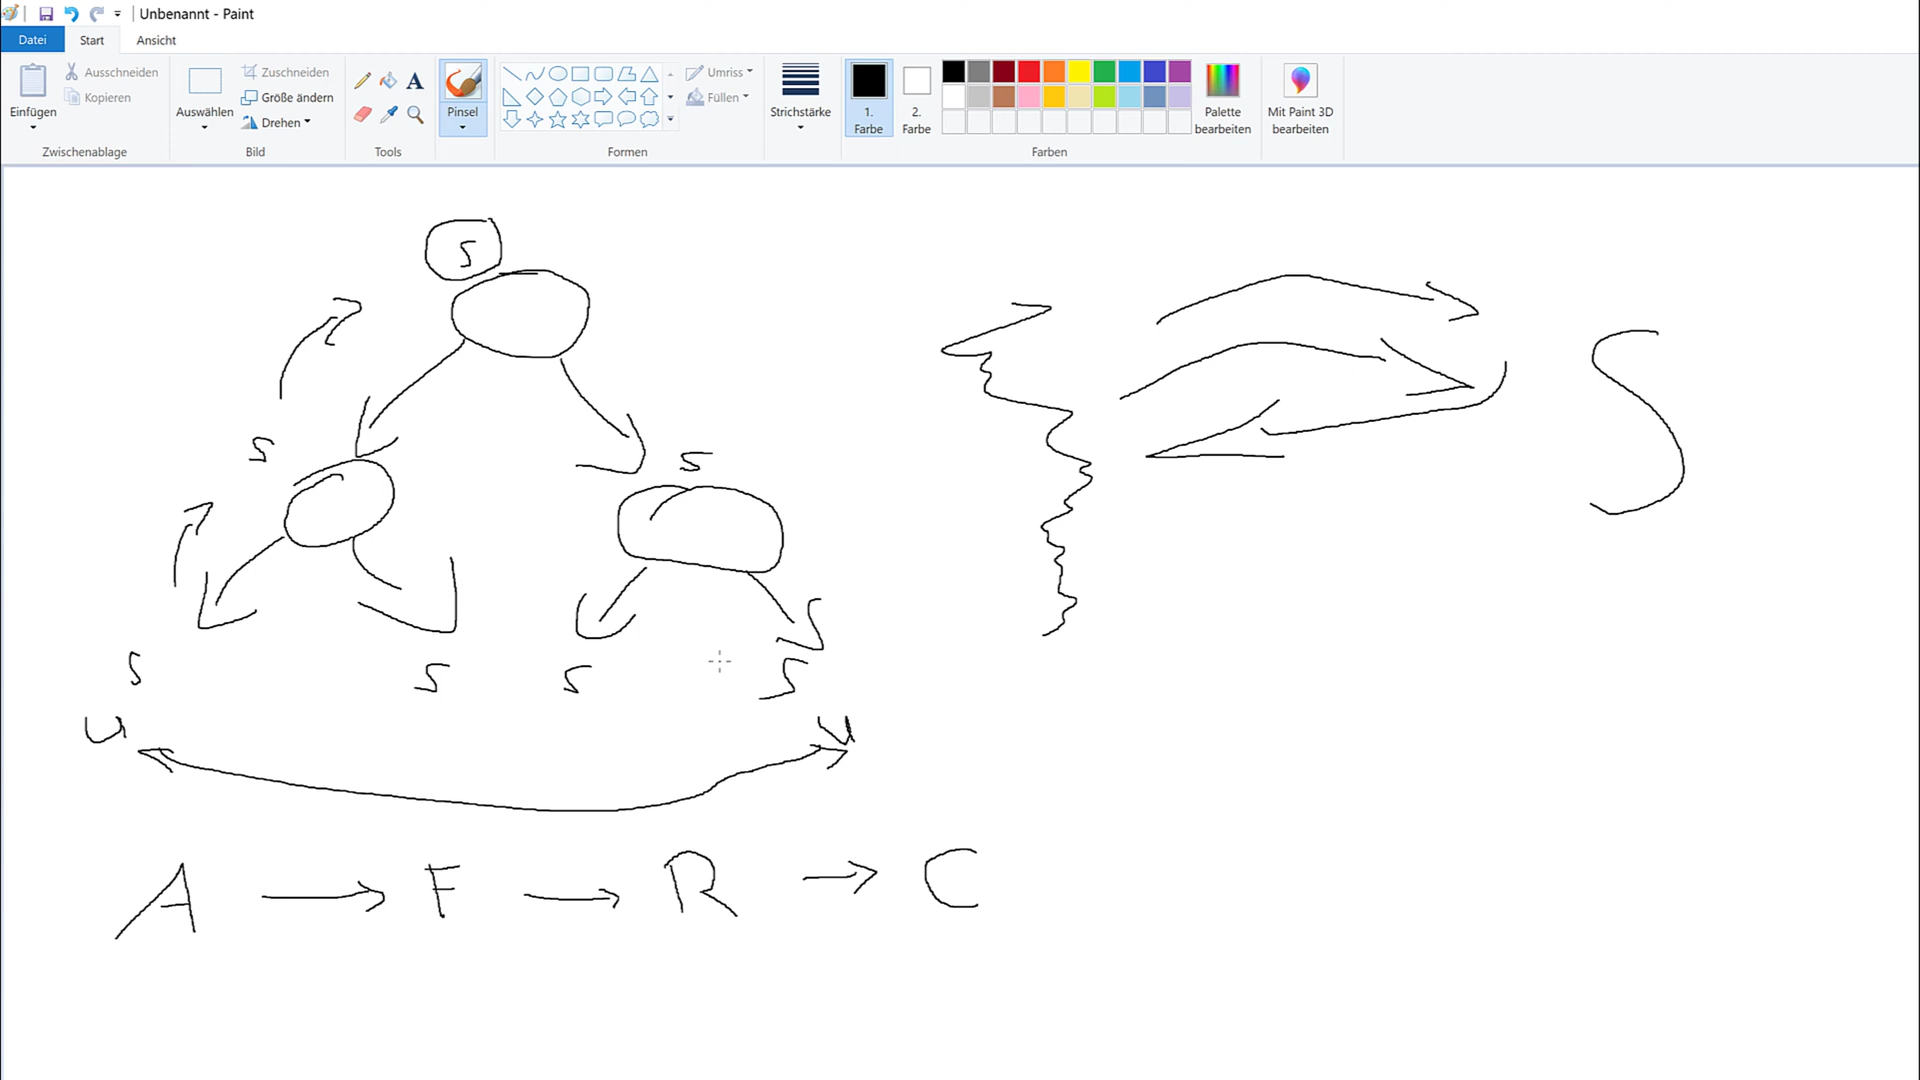 Unbenannt - Paint
Datei Start Ansicht
Einfügen
Ausschneiden
Kopieren
Zwischenablage
Auswählen
Zuschneiden
Größe ändern
Drehen
Bild
Tools
Pinsel
Umriss
Füllen
Formen
Strichstärke
1. Farbe
2. Farbe
Palette bearbeiten
Mit Paint 3D bearbeiten
Farben
S
S S
S S S S
u u
A → F → R → C
S